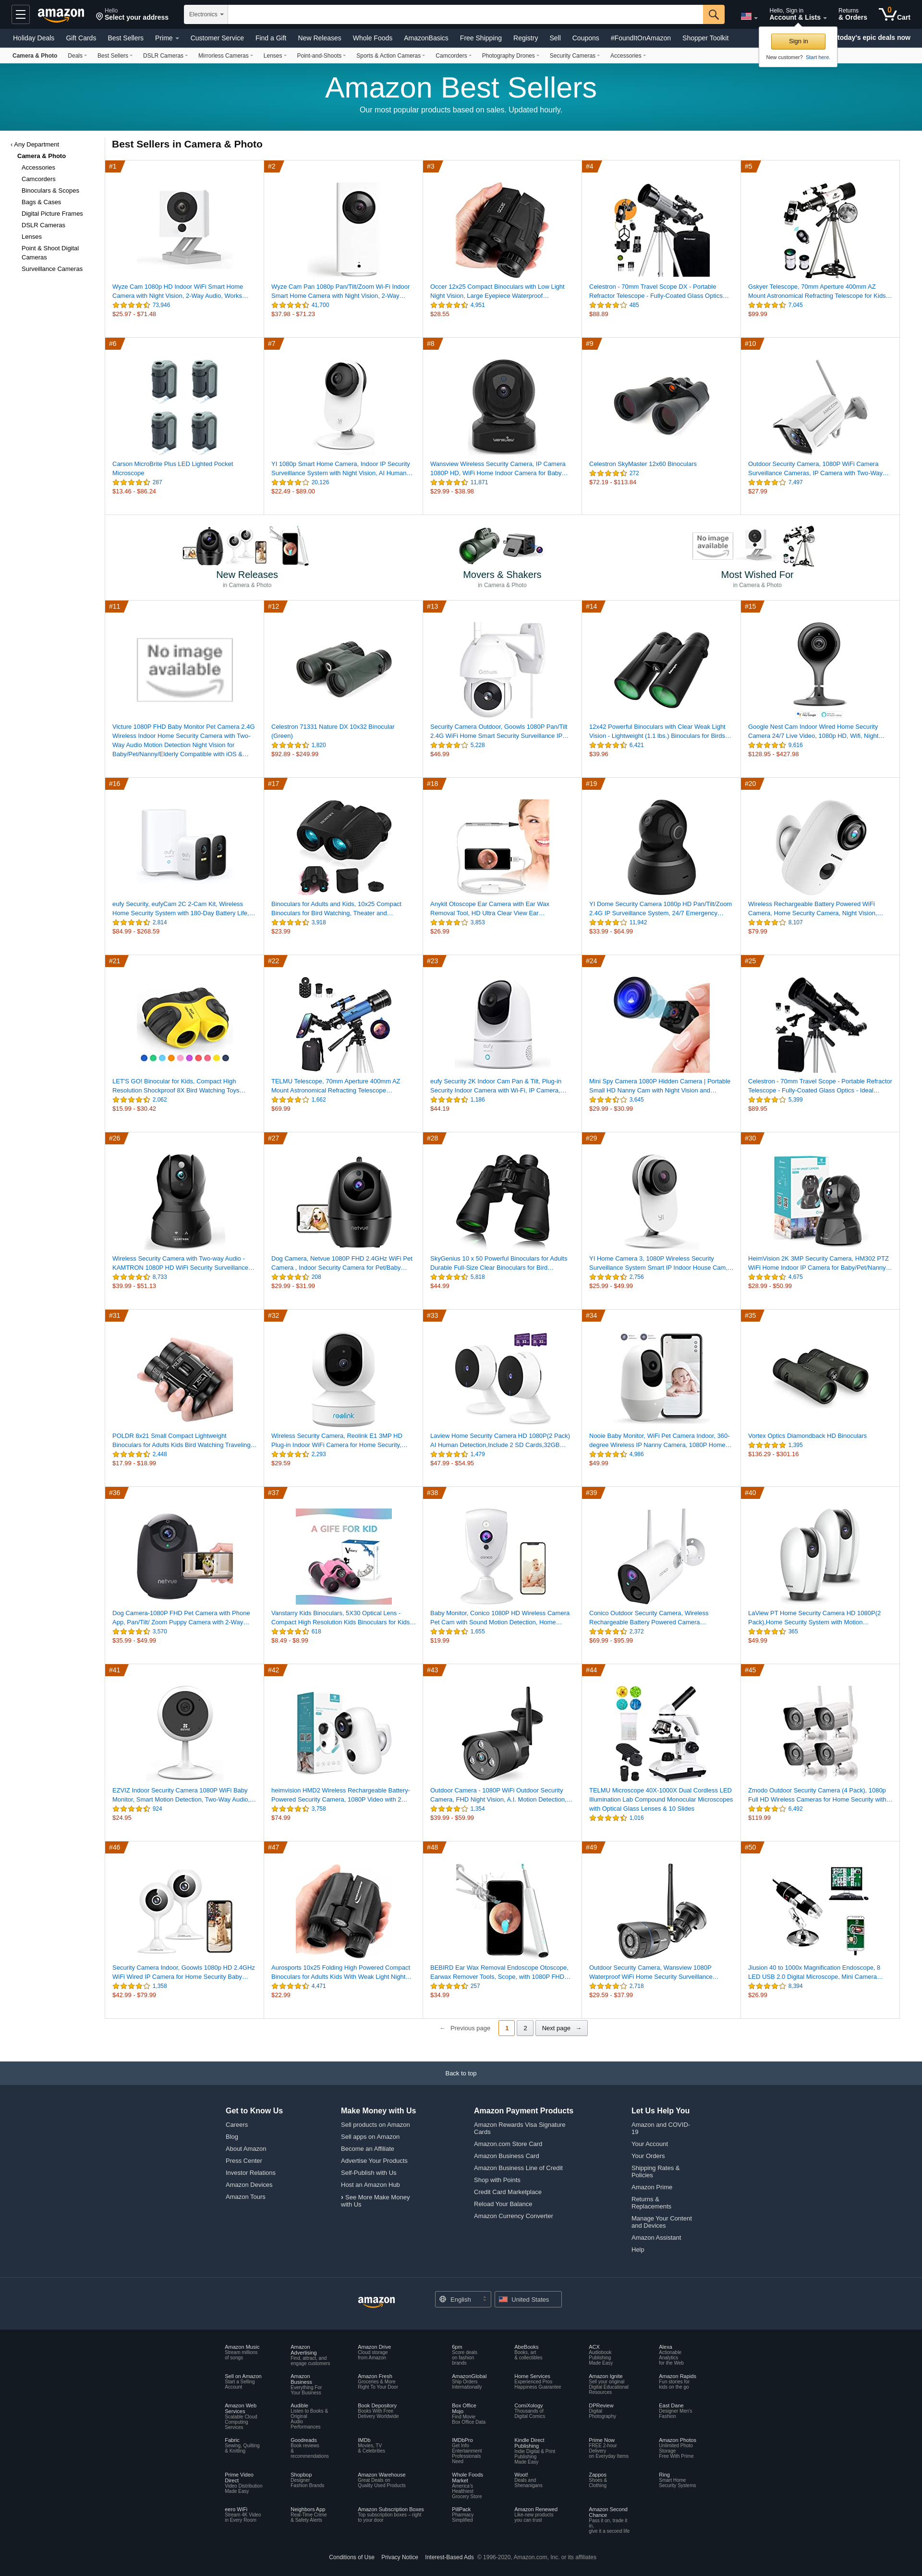 amazon
Hello
Select your address
Electronics
Hello, Sign in
Account & Lists
Returns
& Orders
0
Cart
Holiday Deals Gift Cards Best Sellers Prime Customer Service Find a Gift New Releases Whole Foods AmazonBasics Free Shipping Registry Sell Coupons #FoundItOnAmazon Shopper Toolkit
today's epic deals now
Sign in
New customer? Start here.
Camera & Photo Deals Best Sellers DSLR Cameras Mirrorless Cameras Lenses Point-and-Shoots Sports & Action Cameras Camcorders Photography Drones Security Cameras Accessories
Amazon Best Sellers
Our most popular products based on sales. Updated hourly.
‹ Any Department
Camera & Photo
Accessories
Camcorders
Binoculars & Scopes
Bags & Cases
Digital Picture Frames
DSLR Cameras
Lenses
Point & Shoot Digital
Cameras
Surveillance Cameras
Best Sellers in Camera & Photo
#1
Wyze Cam 1080p HD Indoor WiFi Smart Home
Camera with Night Vision, 2-Way Audio, Works…
73,946
$25.97 - $71.48
#2
Wyze Cam Pan 1080p Pan/Tilt/Zoom Wi-Fi Indoor
Smart Home Camera with Night Vision, 2-Way…
41,700
$37.98 - $71.23
#3
Occer 12x25 Compact Binoculars with Low Light
Night Vision, Large Eyepiece Waterproof…
4,951
$28.55
#4
Celestron - 70mm Travel Scope DX - Portable
Refractor Telescope - Fully-Coated Glass Optics…
485
$88.89
#5
Gskyer Telescope, 70mm Aperture 400mm AZ
Mount Astronomical Refracting Telescope for Kids…
7,045
$99.99
#6
Carson MicroBrite Plus LED Lighted Pocket
Microscope
287
$13.46 - $86.24
#7
YI 1080p Smart Home Camera, Indoor IP Security
Surveillance System with Night Vision, AI Human…
20,126
$22.49 - $89.00
#8
Wansview Wireless Security Camera, IP Camera
1080P HD, WiFi Home Indoor Camera for Baby…
11,871
$29.99 - $38.98
#9
Celestron SkyMaster 12x60 Binoculars
272
$72.19 - $113.84
#10
Outdoor Security Camera, 1080P WiFi Camera
Surveillance Cameras, IP Camera with Two-Way…
7,497
$27.99
New Releases
in Camera & Photo
Movers & Shakers
in Camera & Photo
No image
available
Most Wished For
in Camera & Photo
#11
No image
available
Victure 1080P FHD Baby Monitor Pet Camera 2.4G
Wireless Indoor Home Security Camera with Two-
Way Audio Motion Detection Night Vision for
Baby/Pet/Nanny/Elderly Compatible with iOS &…
#12
Celestron 71331 Nature DX 10x32 Binocular
(Green)
1,820
$92.89 - $249.99
#13
Security Camera Outdoor, Goowls 1080P Pan/Tilt
2.4G WiFi Home Smart Security Surveillance IP…
5,228
$46.99
#14
12x42 Powerful Binoculars with Clear Weak Light
Vision - Lightweight (1.1 lbs.) Binoculars for Birds…
6,421
$39.96
#15
Google Nest Cam Indoor Wired Home Security
Camera 24/7 Live Video, 1080p HD, Wifi, Night…
9,616
$128.95 - $427.98
#16
eufy Security, eufyCam 2C 2-Cam Kit, Wireless
Home Security System with 180-Day Battery Life,…
2,814
$84.99 - $268.59
#17
Binoculars for Adults and Kids, 10x25 Compact
Binoculars for Bird Watching, Theater and…
3,918
$23.99
#18
Anykit Otoscope Ear Camera with Ear Wax
Removal Tool, HD Ultra Clear View Ear…
3,853
$26.99
#19
YI Dome Security Camera 1080p HD Pan/Tilt/Zoom
2.4G IP Surveillance System, 24/7 Emergency…
11,942
$33.99 - $64.99
#20
Wireless Rechargeable Battery Powered WiFi
Camera, Home Security Camera, Night Vision,…
8,107
$79.99
#21
LET'S GO! Binocular for Kids, Compact High
Resolution Shockproof 8X Bird Watching Toys…
2,062
$15.99 - $30.42
#22
TELMU Telescope, 70mm Aperture 400mm AZ
Mount Astronomical Refracting Telescope…
1,662
$69.99
#23
eufy Security 2K Indoor Cam Pan & Tilt, Plug-in
Security Indoor Camera with Wi-Fi, IP Camera,…
1,186
$44.19
#24
Mini Spy Camera 1080P Hidden Camera | Portable
Small HD Nanny Cam with Night Vision and…
3,645
$29.99 - $30.99
#25
Celestron - 70mm Travel Scope - Portable Refractor
Telescope - Fully-Coated Glass Optics - Ideal…
5,399
$89.95
#26
Wireless Security Camera with Two-way Audio -
KAMTRON 1080P HD WiFi Security Surveillance…
8,733
$39.99 - $51.13
#27
netvue
Dog Camera, Netvue 1080P FHD 2.4GHz WiFi Pet
Camera , Indoor Security Camera for Pet/Baby…
208
$29.99 - $31.99
#28
SkyGenius 10 x 50 Powerful Binoculars for Adults
Durable Full-Size Clear Binoculars for Bird…
5,818
$44.99
#29
YI Home Camera 3, 1080P Wireless Security
Surveillance System Smart IP Indoor House Cam,…
2,756
$25.99 - $49.99
#30
HeimVision 2K 3MP Security Camera, HM302 PTZ
WiFi Home Indoor IP Camera for Baby/Pet/Nanny…
4,675
$28.99 - $50.99
#31
POLDR 8x21 Small Compact Lightweight
Binoculars for Adults Kids Bird Watching Traveling…
2,448
$17.99 - $18.99
#32
reolink
Wireless Security Camera, Reolink E1 3MP HD
Plug-in Indoor WiFi Camera for Home Security,…
2,293
$29.59
#33
Laview Home Security Camera HD 1080P(2 Pack)
AI Human Detection,Include 2 SD Cards,32GB…
1,479
$47.99 - $54.95
#34
Nooie Baby Monitor, WiFi Pet Camera Indoor, 360-
degree Wireless IP Nanny Camera, 1080P Home…
4,986
$49.99
#35
Vortex Optics Diamondback HD Binoculars
1,395
$136.29 - $301.16
#36
netvue
Dog Camera-1080P FHD Pet Camera with Phone
App, Pan/Tilt/ Zoom Puppy Camera with 2-Way…
3,570
$35.99 - $49.99
#37
A GIFE FOR KID
Vanstarry Kids Binoculars, 5X30 Optical Lens -
Compact High Resolution Kids Binoculars for Kids…
618
$8.49 - $8.99
#38
Baby Monitor, Conico 1080P HD Wireless Camera
Pet Cam with Sound Motion Detection, Home…
1,655
$19.99
#39
Conico Outdoor Security Camera, Wireless
Rechargeable Battery Powered Camera…
2,372
$69.99 - $95.99
#40
LaView PT Home Security Camera HD 1080P(2
Pack),Home Security System with Motion…
365
$49.99
#41
EZVIZ Indoor Security Camera 1080P WiFi Baby
Monitor, Smart Motion Detection, Two-Way Audio,…
924
$24.95
#42
heimvision HMD2 Wireless Rechargeable Battery-
Powered Security Camera, 1080P Video with 2…
3,758
$74.99
#43
Outdoor Camera - 1080P WiFi Outdoor Security
Camera, FHD Night Vision, A.I. Motion Detection,…
1,354
$39.99 - $59.99
#44
TELMU Microscope 40X-1000X Dual Cordless LED
Illumination Lab Compound Monocular Microscopes
with Optical Glass Lenses & 10 Slides
1,016
#45
Zmodo Outdoor Security Camera (4 Pack), 1080p
Full HD Wireless Cameras for Home Security with…
6,492
$119.99
#46
Security Camera Indoor, Goowls 1080p HD 2.4GHz
WiFi Wired IP Camera for Home Security Baby…
1,358
$42.99 - $79.99
#47
Aurosports 10x25 Folding High Powered Compact
Binoculars for Adults Kids With Weak Light Night…
4,471
$22.99
#48
BEBIRD Ear Wax Removal Endoscope Otoscope,
Earwax Remover Tools, Scope, with 1080P FHD…
257
$34.99
#49
Outdoor Security Camera, Wansview 1080P
Waterproof WiFi Home Security Surveillance…
2,718
$29.59 - $37.99
#50
Jiusion 40 to 1000x Magnification Endoscope, 8
LED USB 2.0 Digital Microscope, Mini Camera…
8,394
$26.99
← Previous page 1 2 Next page →
Back to top
Get to Know Us
Careers
Blog
About Amazon
Press Center
Investor Relations
Amazon Devices
Amazon Tours
Make Money with Us
Sell products on Amazon
Sell apps on Amazon
Become an Affiliate
Advertise Your Products
Self-Publish with Us
Host an Amazon Hub
› See More Make Money
with Us
Amazon Payment Products
Amazon Rewards Visa Signature
Cards
Amazon.com Store Card
Amazon Business Card
Amazon Business Line of Credit
Shop with Points
Credit Card Marketplace
Reload Your Balance
Amazon Currency Converter
Let Us Help You
Amazon and COVID-
19
Your Account
Your Orders
Shipping Rates &
Policies
Amazon Prime
Returns &
Replacements
Manage Your Content
and Devices
Amazon Assistant
Help
amazon
English
United States
Amazon Music
Stream millions
of songs
Amazon
Advertising
Find, attract, and
engage customers
Amazon Drive
Cloud storage
from Amazon
6pm
Score deals
on fashion
brands
AbeBooks
Books, art
& collectibles
ACX
Audiobook
Publishing
Made Easy
Alexa
Actionable
Analytics
for the Web
Sell on Amazon
Start a Selling
Account
Amazon
Business
Everything For
Your Business
Amazon Fresh
Groceries & More
Right To Your Door
AmazonGlobal
Ship Orders
Internationally
Home Services
Experienced Pros
Happiness Guarantee
Amazon Ignite
Sell your original
Digital Educational
Resources
Amazon Rapids
Fun stories for
kids on the go
Amazon Web
Services
Scalable Cloud
Computing
Services
Audible
Listen to Books &
Original
Audio
Performances
Book Depository
Books With Free
Delivery Worldwide
Box Office
Mojo
Find Movie
Box Office Data
ComiXology
Thousands of
Digital Comics
DPReview
Digital
Photography
East Dane
Designer Men's
Fashion
Fabric
Sewing, Quilting
& Knitting
Goodreads
Book reviews
&
recommendations
IMDb
Movies, TV
& Celebrities
IMDbPro
Get Info
Entertainment
Professionals
Need
Kindle Direct
Publishing
Indie Digital & Print
Publishing
Made Easy
Prime Now
FREE 2-hour
Delivery
on Everyday Items
Amazon Photos
Unlimited Photo
Storage
Free With Prime
Prime Video
Direct
Video Distribution
Made Easy
Shopbop
Designer
Fashion Brands
Amazon Warehouse
Great Deals on
Quality Used Products
Whole Foods
Market
America's
Healthiest
Grocery Store
Woot!
Deals and
Shenanigans
Zappos
Shoes &
Clothing
Ring
Smart Home
Security Systems
eero WiFi
Stream 4K Video
in Every Room
Neighbors App
Real-Time Crime
& Safety Alerts
Amazon Subscription Boxes
Top subscription boxes – right
to your door
PillPack
Pharmacy
Simplified
Amazon Renewed
Like-new products
you can trust
Amazon Second
Chance
Pass it on, trade it
in,
give it a second life
Conditions of Use Privacy Notice Interest-Based Ads © 1996-2020, Amazon.com, Inc. or its affiliates